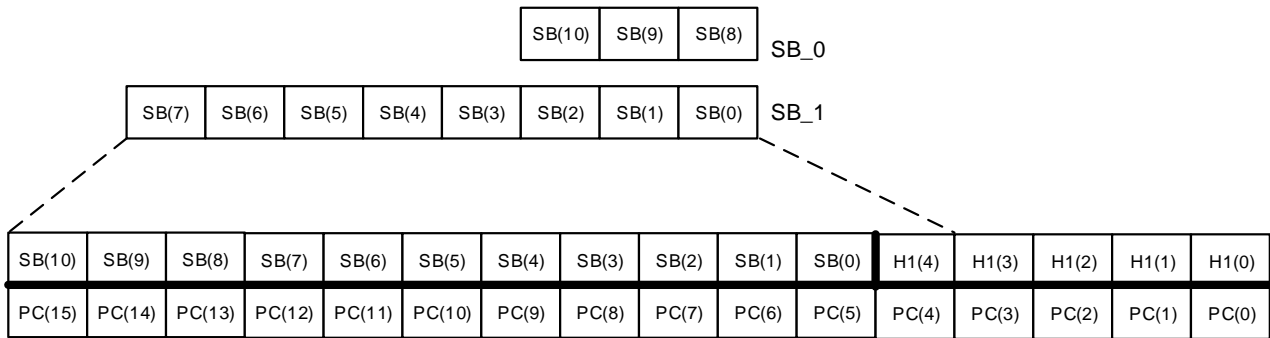 SB(10) SB(9) SB(8) SB_0
SB(7) SB(6) SB(5) SB(4) SB(3) SB(2) SB(1) SB(0) SB_1
SB(10) SB(9) SB(8) SB(7) SB(6) SB(5) SB(4) SB(3) SB(2) SB(1) SB(0) H1(4) H1(3) H1(2) H1(1) H1(0)
PC(15) PC(14) PC(13) PC(12) PC(11) PC(10) PC(9) PC(8) PC(7) PC(6) PC(5) PC(4) PC(3) PC(2) PC(1) PC(0)